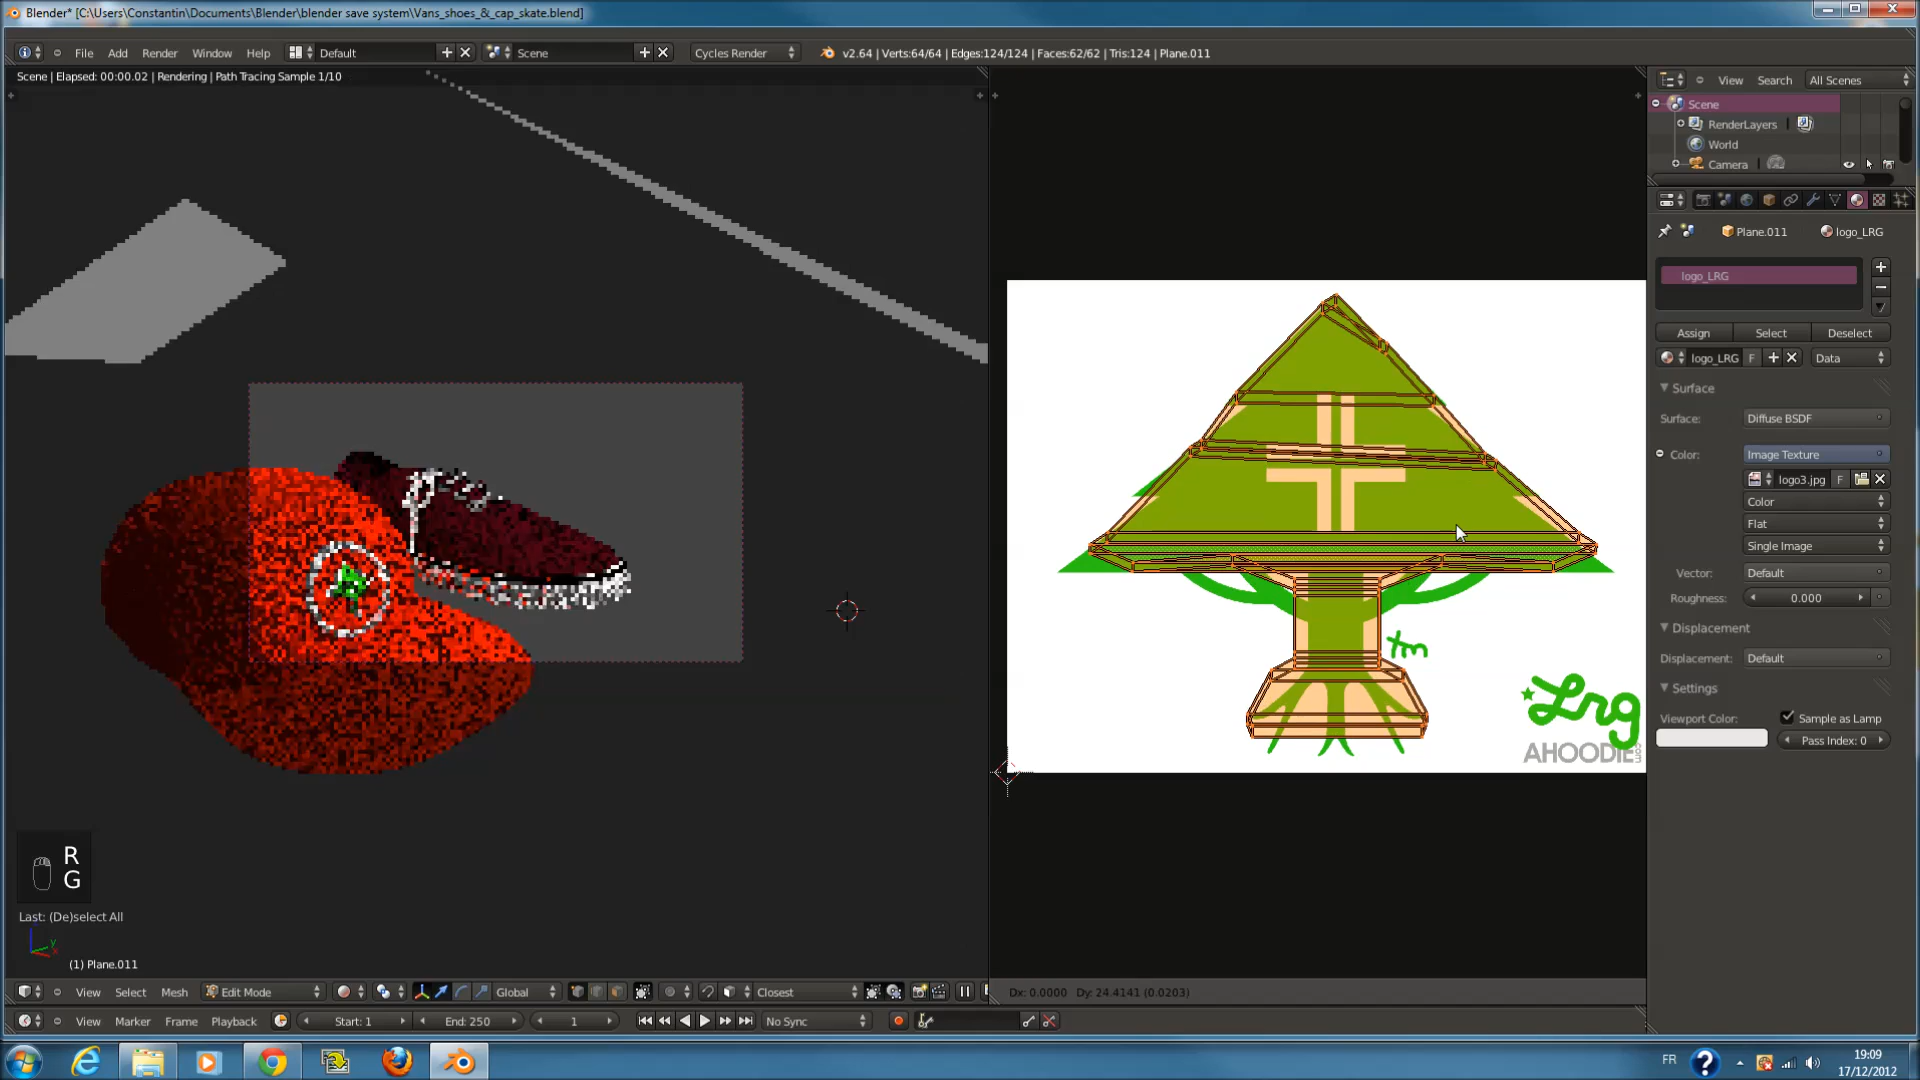 Blender* [C:\Users\Constantin\Documents\Blender\blender save system\Vans_shoes_&_cap_skate.blend]
File Add Render Window Help Default Scene Cycles Render v2.64 | Verts:64/64 | Edges:124/124 | Faces:62/62 | Tris:124 | Plane.011
Scene | Elapsed: 00:00.02 | Rendering | Path Tracing Sample 1/10
View Search All Scenes
Scene
RenderLayers |
World
Camera |
Plane.011 logo_LRG
logo_LRG
Assign Select Deselect
logo_LRG F Data
Surface
Surface: Diffuse BSDF
Color: Image Texture
logo3.jpg F
Color
Flat
Single Image
Vector: Default
Roughness: 0.000
Displacement
Displacement: Default
Settings
Viewport Color: Sample as Lamp
Pass Index: 0
tm
Lrg
AHOODIE
R
G
Last: (De)select All
(1) Plane.011
View Select Mesh Edit Mode Global Closest Dx: 0.0000 Dy: 24.4141 (0.0203)
View Marker Frame Playback Start: 1 End: 250 1 No Sync
FR
19:09
17/12/2012